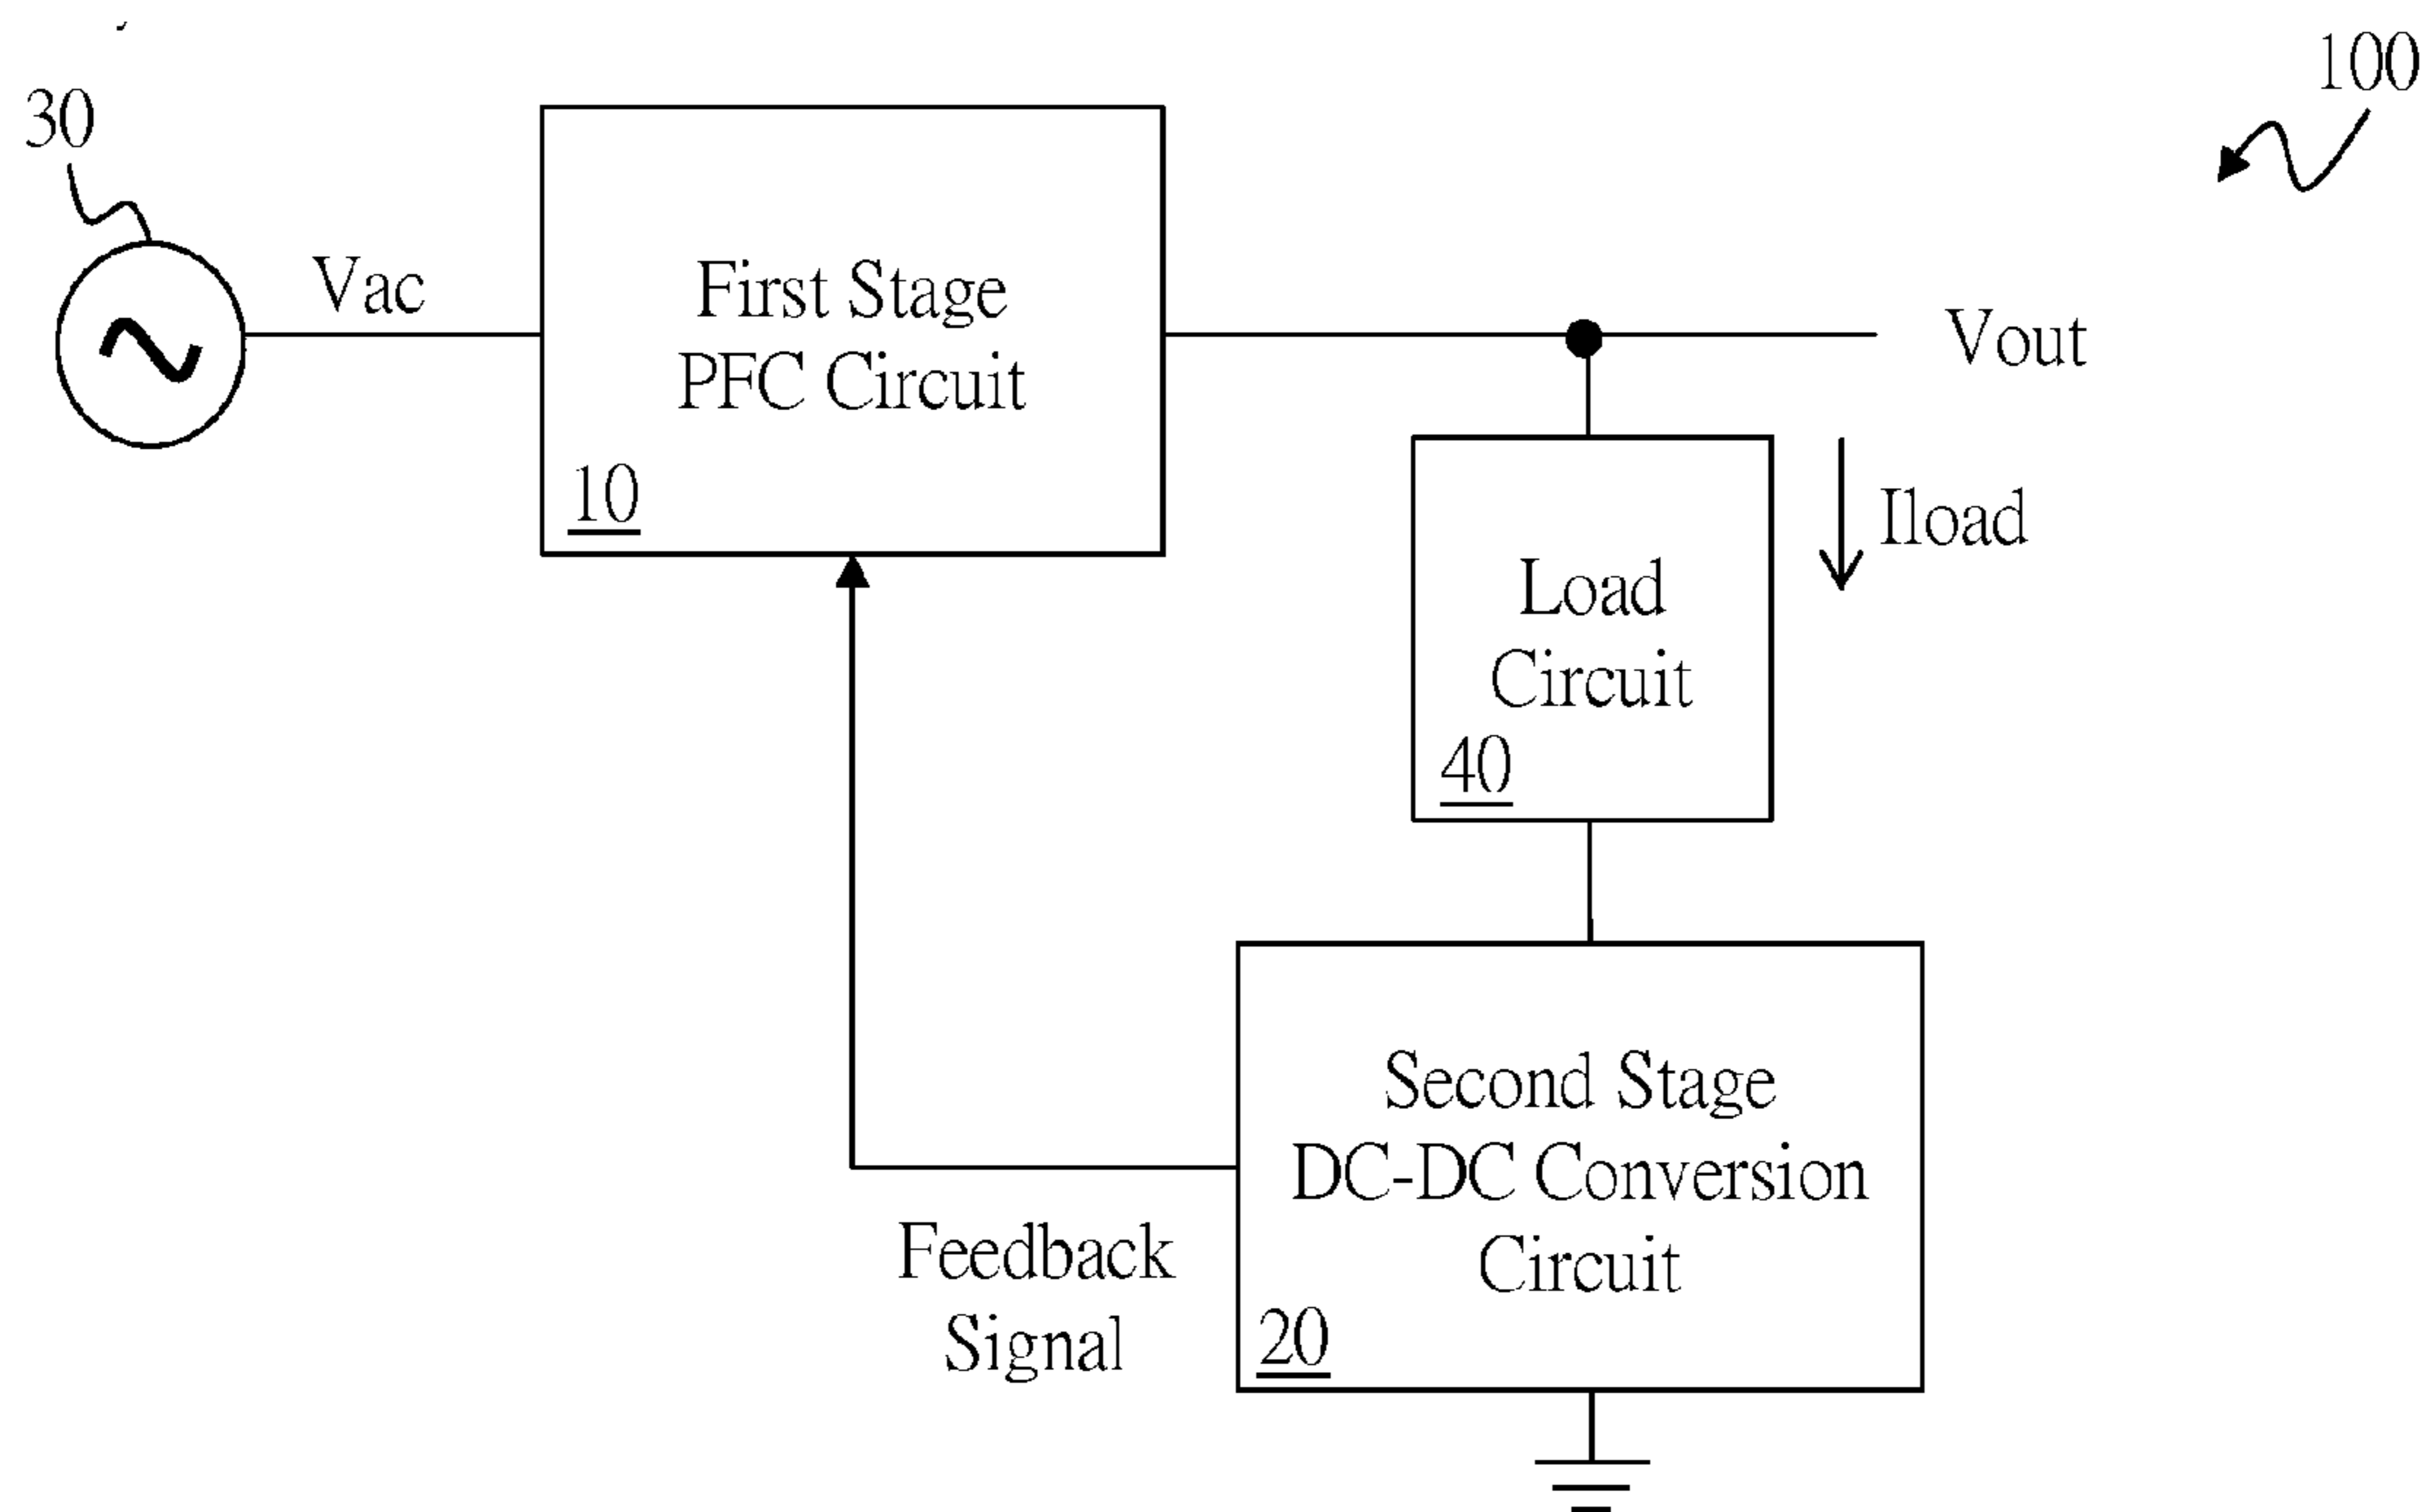 100
30
Vac
First Stage
PFC Circuit
10
Vout
Iload
Load
Circuit
40
Second Stage
DC-DC Conversion
Circuit
20
Feedback
Signal